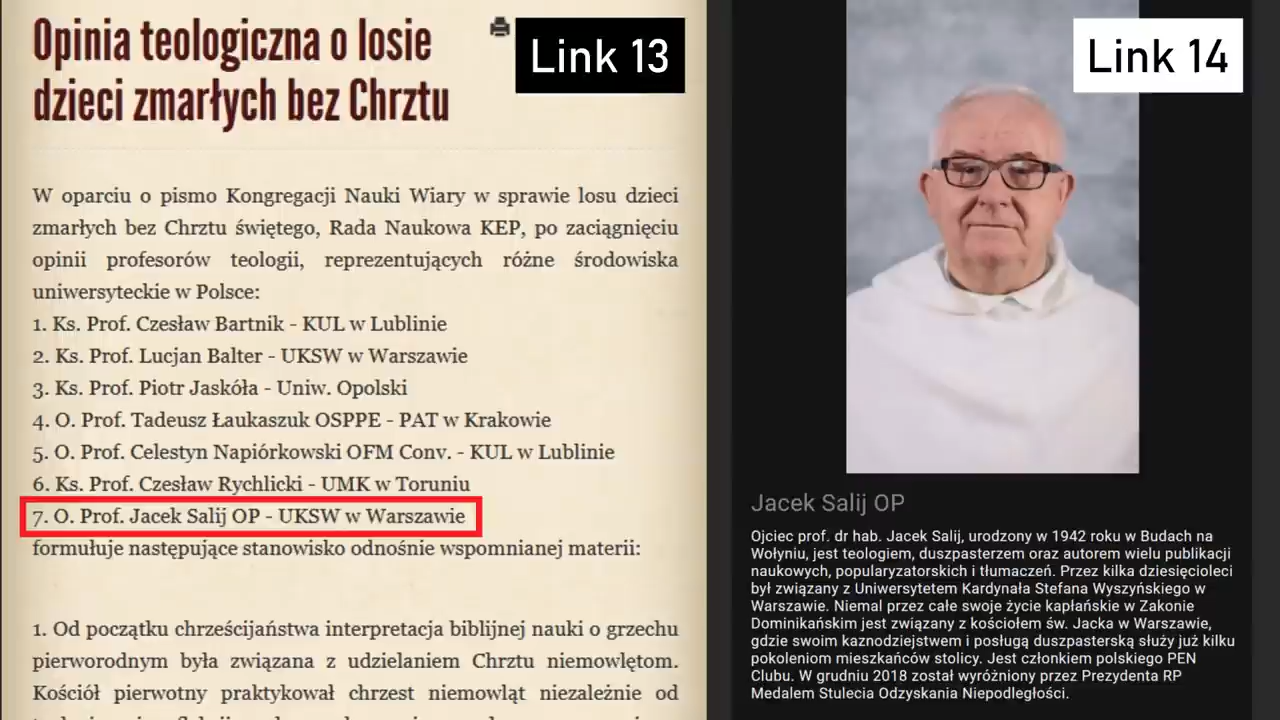 Opinia teologiczna o losie
dzieci zmarłych bez Chrztu
Link 13
W oparciu o pismo Kongregacji Nauki Wiary w sprawie losu dzieci
zmarłych bez Chrztu świętego, Rada Naukowa KEP, po zaciągnięciu
opinii profesorów teologii, reprezentujących różne środowiska
uniwersyteckie w Polsce:
1. Ks. Prof. Czesław Bartnik - KUL w Lublinie
2. Ks. Prof. Lucjan Balter - UKSW w Warszawie
3. Ks. Prof. Piotr Jaskóła - Uniw. Opolski
4. O. Prof. Tadeusz Łaukaszuk OSPPE - PAT w Krakowie
5. O. Prof. Celestyn Napiórkowski OFM Conv. - KUL w Lublinie
6. Ks. Prof. Czesław Rychlicki - UMK w Toruniu
7. O. Prof. Jacek Salij OP - UKSW w Warszawie
formułuje następujące stanowisko odnośnie wspomnianej materii:
1. Od początku chrześcijaństwa interpretacja biblijnej nauki o grzechu
pierworodnym była związana z udzielaniem Chrztu niemowlętom.
Kościół pierwotny praktykował chrzest niemowląt niezależnie od
Link 14
Jacek Salij OP
Ojciec prof. dr hab. Jacek Salij, urodzony w 1942 roku w Budach na
Wołyniu, jest teologiem, duszpasterzem oraz autorem wielu publikacji
naukowych, popularyzatorskich i tłumaczeń. Przez kilka dziesięcioleci
był związany z Uniwersytetem Kardynała Stefana Wyszyńskiego w
Warszawie. Niemal przez całe swoje życie kapłańskie w Zakonie
Dominikańskim jest związany z kościołem św. Jacka w Warszawie,
gdzie swoim kaznodziejstwem i posługą duszpasterską służy już kilku
pokoleniom mieszkańców stolicy. Jest członkiem polskiego PEN
Clubu. W grudniu 2018 został wyróżniony przez Prezydenta RP
Medalem Stulecia Odzyskania Niepodległości.